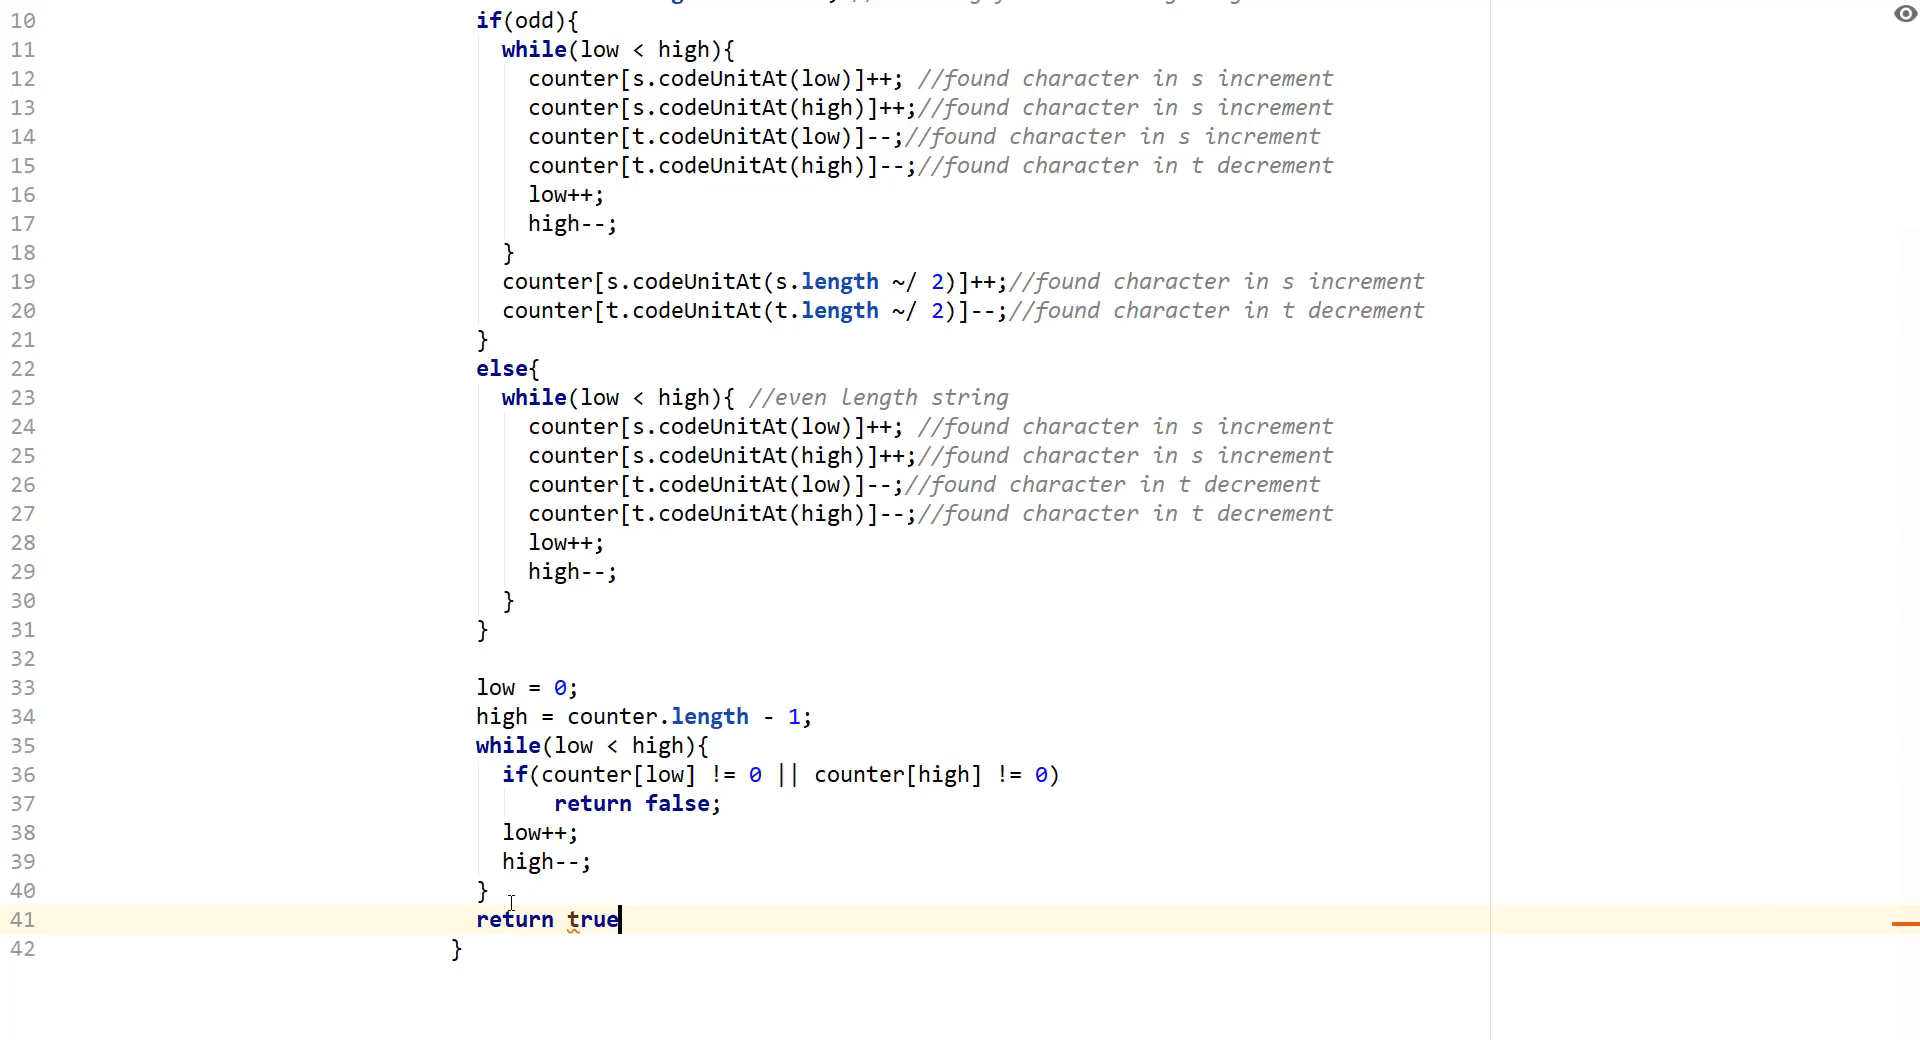 10 if(odd){
11 while(low < high){
12 counter[s.codeUnitAt(low)]++; //found character in s increment
13 counter[s.codeUnitAt(high)]++;//found character in s increment
14 counter[t.codeUnitAt(low)]--;//found character in s increment
15 counter[t.codeUnitAt(high)]--;//found character in t decrement
16 low++;
17 high--;
18 }
19 counter[s.codeUnitAt(s.length ~/ 2)]++;//found character in s increment
20 counter[t.codeUnitAt(t.length ~/ 2)]--;//found character in t decrement
21 }
22 else{
23 while(low < high){ //even length string
24 counter[s.codeUnitAt(low)]++; //found character in s increment
25 counter[s.codeUnitAt(high)]++;//found character in s increment
26 counter[t.codeUnitAt(low)]--;//found character in t decrement
27 counter[t.codeUnitAt(high)]--;//found character in t decrement
28 low++;
29 high--;
30 }
31 }
32
33 low = 0;
34 high = counter.length - 1;
35 while(low < high){
36 if(counter[low] != 0 || counter[high] != 0)
37 return false;
38 low++;
39 high--;
40 }
41 return true
42 }